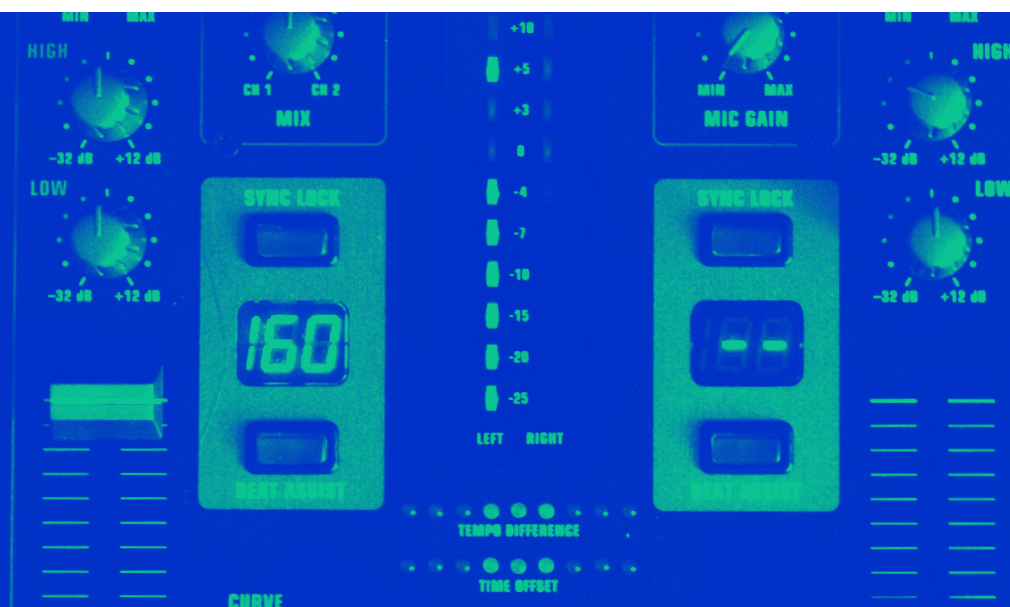 MIN MAX
HIGH
-32 dB +12 dB
LOW
-32 dB +12 dB
CH 1 CH 2
MIX
SYNC LOCK
160
BEAT ASSIST
CURVE
+10
+5
+3
0
-4
-7
-10
-15
-20
-25
LEFT RIGHT
TEMPO DIFFERENCE
TIME OFFSET
MIN MAX
MIC GAIN
SYNC LOCK
--
BEAT ASSIST
MIN MAX
HIGH
-32 dB +12 dB
LOW
-32 dB +12 dB